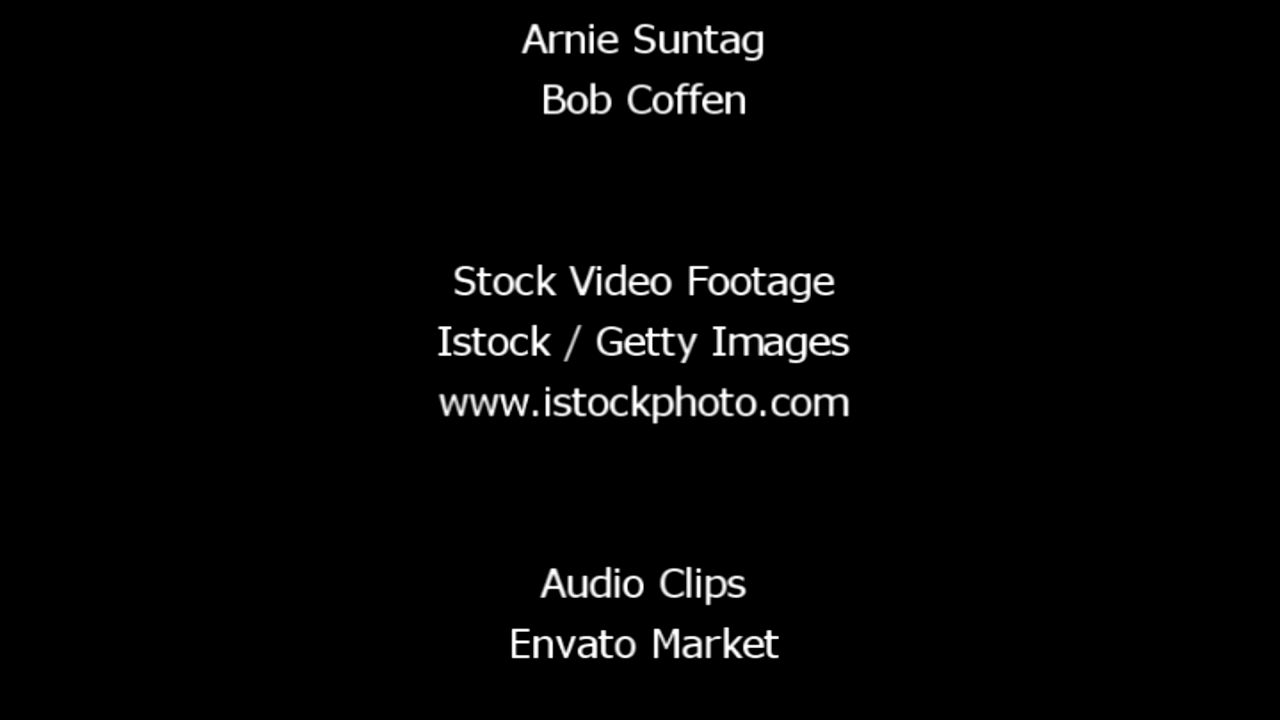 Arnie Suntag
Bob Coffen
Stock Video Footage
Istock / Getty Images
www.istockphoto.com
Audio Clips
Envato Market